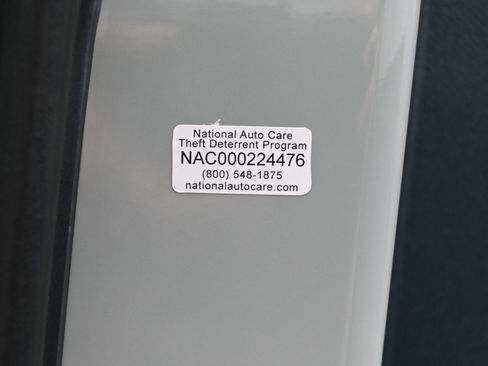 National Auto Care
Theft Deterrent Program
NAC000224476
(800) 548-1875
nationalautocare.com